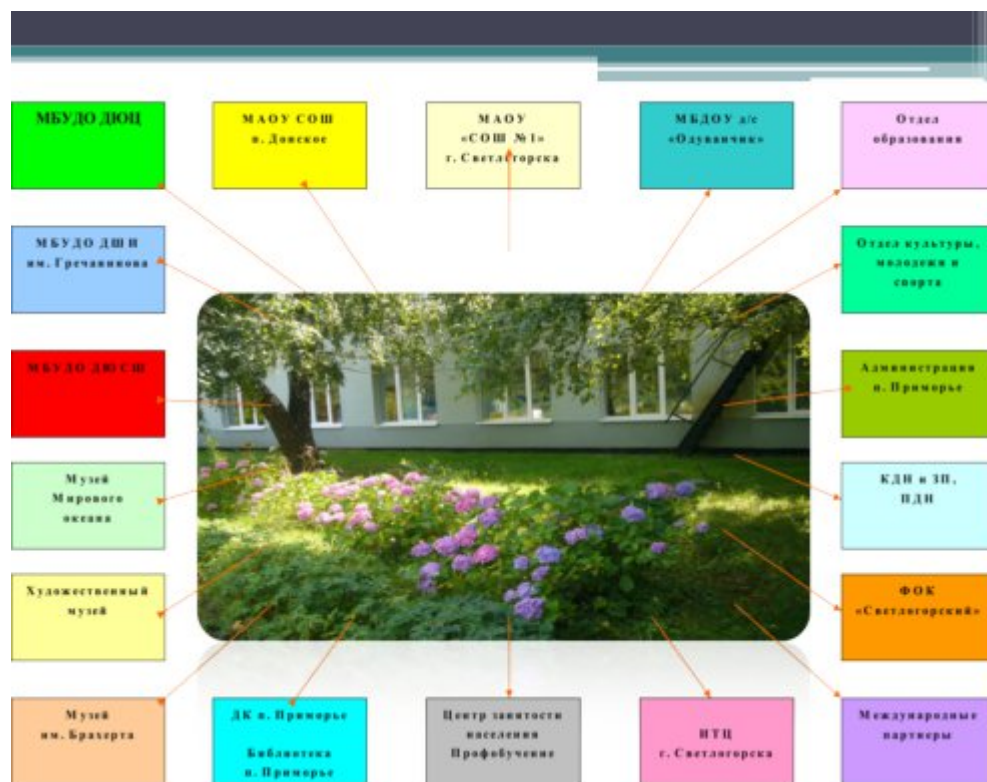 МБУДО ДЮЦ
МАОУ СОШ
п. Донское
МАОУ
«СОШ №1»
г. Светлогорска
МБДОУ д/с
«Одуванчик»
Отдел
образования
МБУДО ДШИ
им. Гречанинова
Отдел культуры,
молодежи и
спорта
МБУДО ДЮСШ
Администрация
п. Приморье
Музей
Мирового
океана
КДН и ЗП,
ПДН
Художественный
музей
ФОК
«Светлогорский»
Музей
им. Брахерта
ДК п. Приморье
Библиотека
п. Приморье
Центр занятости
населения
Профобучение
ИТЦ
г. Светлогорска
Международные
партнеры